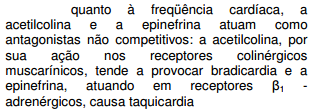 quanto à freqüência cardíaca, a
acetilcolina e a epinefrina atuam como
antagonistas não competitivos: a acetilcolina, por
sua ação nos receptores colinérgicos
muscarínicos, tende a provocar bradicardia e a
epinefrina, atuando em receptores β₁ -
adrenérgicos, causa taquicardia